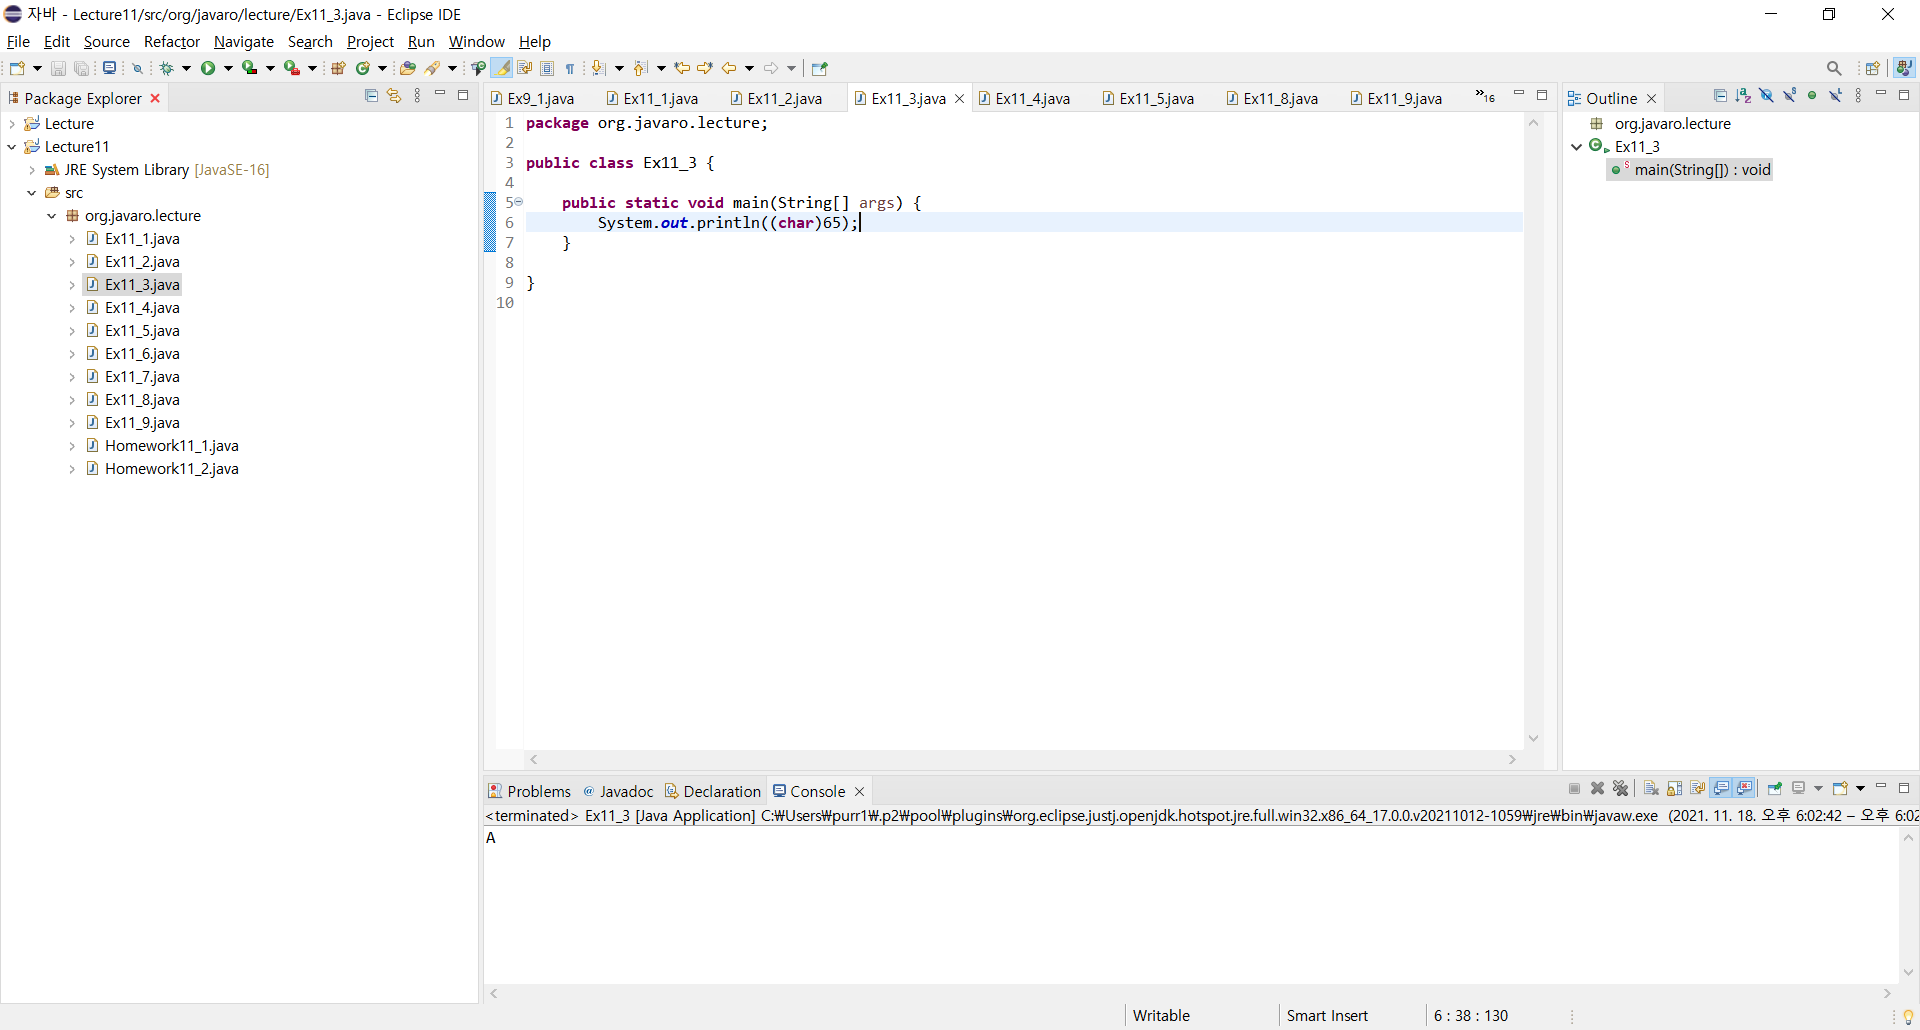 자바 - Lecture11/src/org/javaro/lecture/Ex11_3.java - Eclipse IDE
File Edit Source Refactor Navigate Search Project Run Window Help
Package Explorer
Lecture
Lecture11
JRE System Library [JavaSE-16]
src
org.javaro.lecture
Ex11_1.java
Ex11_2.java
Ex11_3.java
Ex11_4.java
Ex11_5.java
Ex11_6.java
Ex11_7.java
Ex11_8.java
Ex11_9.java
Homework11_1.java
Homework11_2.java
Ex9_1.java Ex11_1.java Ex11_2.java Ex11_3.java Ex11_4.java Ex11_5.java Ex11_8.java Ex11_9.java »16
1 package org.javaro.lecture;
2
3 public class Ex11_3 {
4
5 public static void main(String[] args) {
6 System.out.println((char)65);
7 }
8
9 }
10
Outline
org.javaro.lecture
Ex11_3
main(String[]) : void
Problems @ Javadoc Declaration Console
<terminated> Ex11_3 [Java Application] C:₩Users₩purr1₩.p2₩pool₩plugins₩org.eclipse.justj.openjdk.hotspot.jre.full.win32.x86_64_17.0.0.v20211012-1059₩jre₩bin₩javaw.exe (2021. 11. 18. 오후 6:02:42 – 오후 6:02
A
Writable Smart Insert 6 : 38 : 130